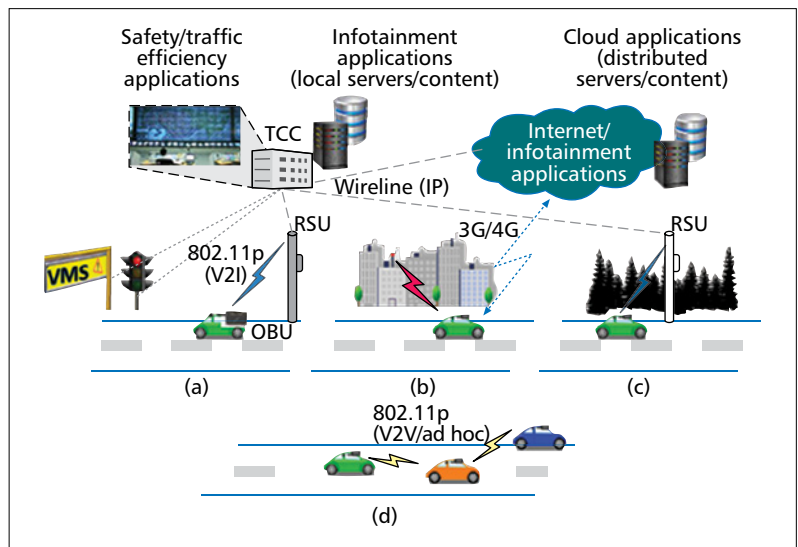 Safety/traffic
efficiency
applications
Infotainment
applications
(local servers/content)
Cloud applications
(distributed
servers/content)
TCC
Internet/
infotainment
applications
Wireline (IP)
RSU
3G/4G
RSU
802.11p
(V2I)
VMS
OBU
(a)
(b)
(c)
802.11p
(V2V/ad hoc)
(d)